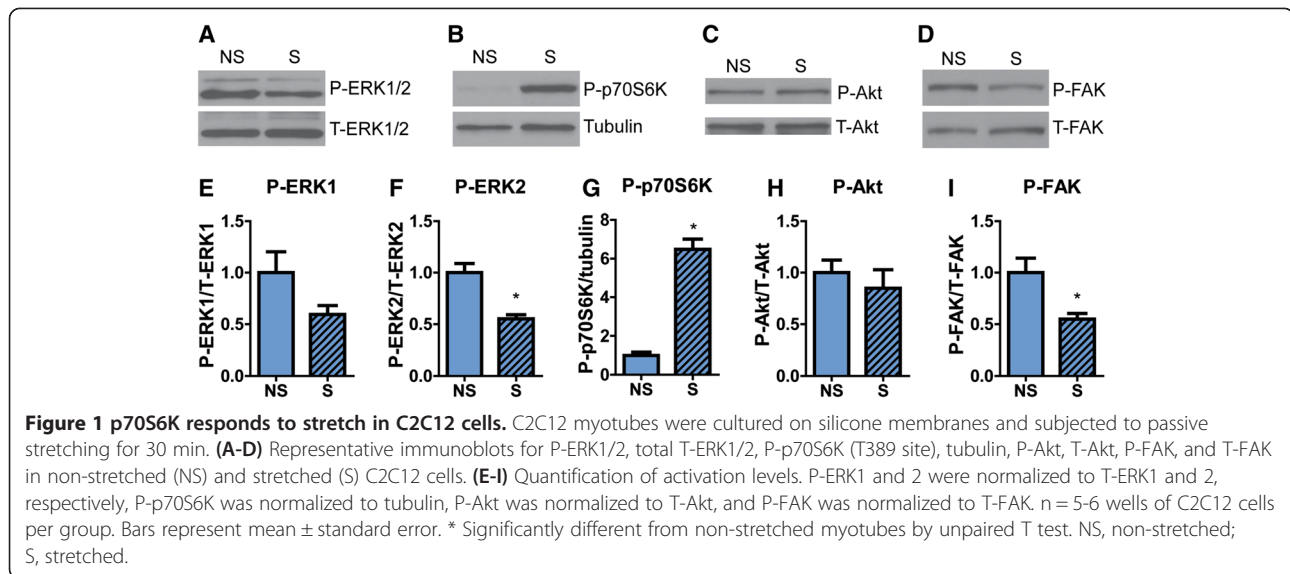 A
B
C
D
NS S
NS S
NS S
NS S
P-ERK1/2
P-p70S6K
P-Akt
P-FAK
T-ERK1/2
Tubulin
T-Akt
T-FAK
E P-ERK1
F P-ERK2
G P-p70S6K
H P-Akt
I P-FAK
P-ERK1/T-ERK1
1.5
1.0
0.5
0.0
NS S
P-ERK2/T-ERK2
1.5
1.0
0.5
0.0
*
NS S
P-p70S6K/tubulin
8
6
4
2
0
*
NS S
P-Akt/T-Akt
1.5
1.0
0.5
0.0
NS S
P-FAK/T-FAK
1.5
1.0
0.5
0.0
*
NS S
Figure 1 p70S6K responds to stretch in C2C12 cells. C2C12 myotubes were cultured on silicone membranes and subjected to passive
stretching for 30 min. (A-D) Representative immunoblots for P-ERK1/2, total T-ERK1/2, P-p70S6K (T389 site), tubulin, P-Akt, T-Akt, P-FAK, and T-FAK
in non-stretched (NS) and stretched (S) C2C12 cells. (E-I) Quantification of activation levels. P-ERK1 and 2 were normalized to T-ERK1 and 2,
respectively, P-p70S6K was normalized to tubulin, P-Akt was normalized to T-Akt, and P-FAK was normalized to T-FAK. n = 5-6 wells of C2C12 cells
per group. Bars represent mean ± standard error. * Significantly different from non-stretched myotubes by unpaired T test. NS, non-stretched;
S, stretched.